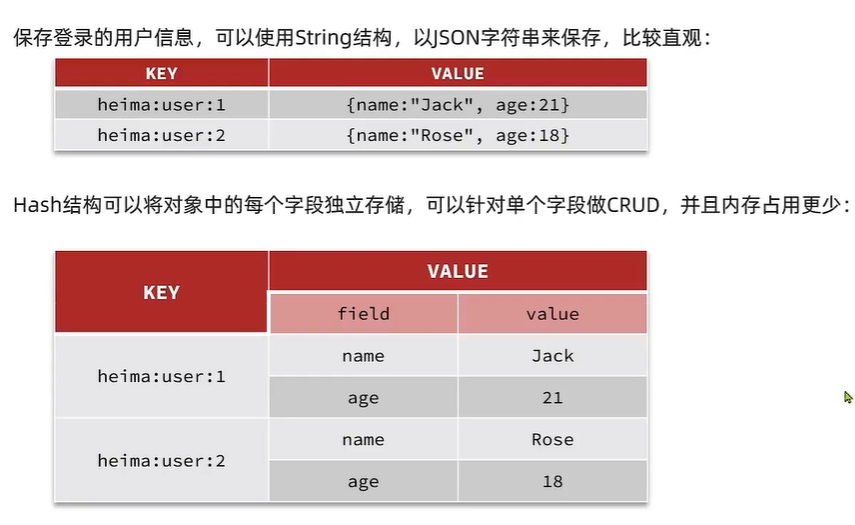 保存登录的用户信息，可以使用String结构，以JSON字符串来保存，比较直观：
KEY VALUE
heima:user:1 {name:"Jack", age:21}
heima:user:2 {name:"Rose", age:18}
Hash结构可以将对象中的每个字段独立存储，可以针对单个字段做CRUD，并且内存占用更少：
KEY VALUE
field value
heima:user:1 name Jack
age 21
heima:user:2 name Rose
age 18